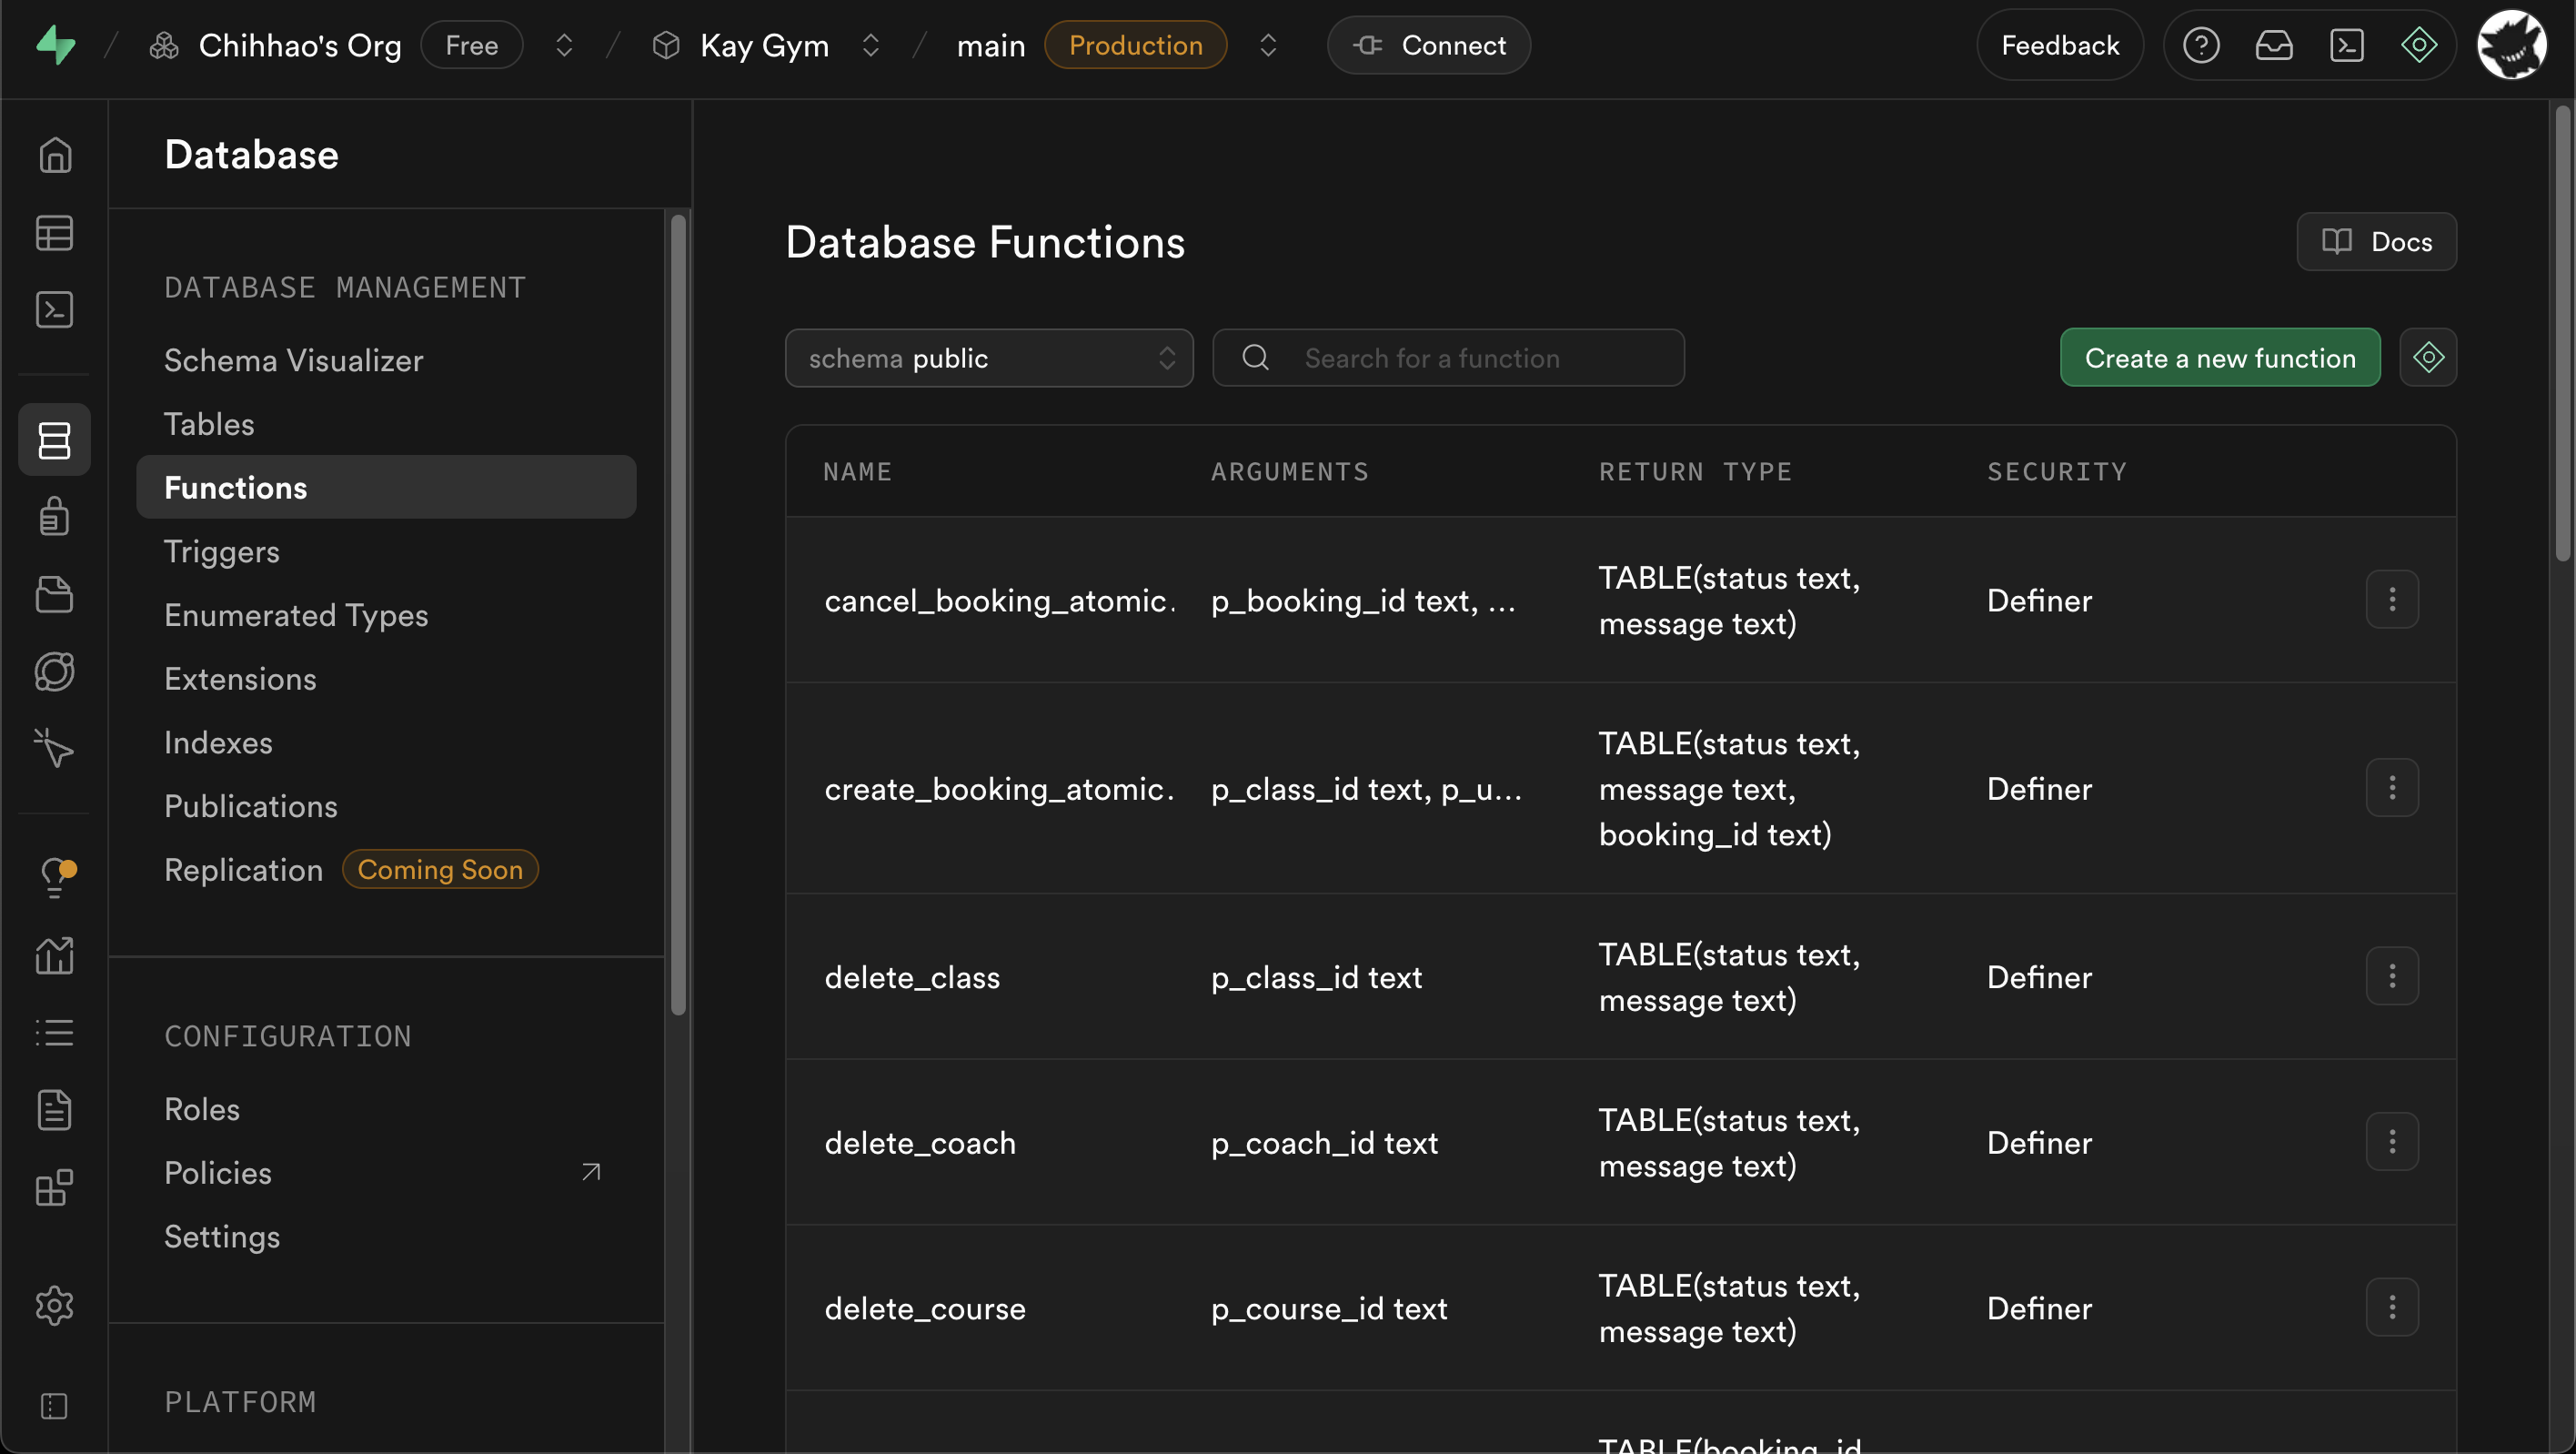 Chihhao's Org Free Kay Gym main Production Connect Feedback
Database
DATABASE MANAGEMENT
Schema Visualizer
Tables
Functions
Triggers
Enumerated Types
Extensions
Indexes
Publications
Replication Coming Soon
CONFIGURATION
Roles
Policies
Settings
PLATFORM
Database Functions
Docs
schema public
Search for a function
Create a new function
NAME ARGUMENTS RETURN TYPE SECURITY
cancel_booking_atomic. p_booking_id text, ... TABLE(status text,
message text) Definer
create_booking_atomic. p_class_id text, p_u... TABLE(status text,
message text,
booking_id text) Definer
delete_class p_class_id text TABLE(status text,
message text) Definer
delete_coach p_coach_id text TABLE(status text,
message text) Definer
delete_course p_course_id text TABLE(status text,
message text) Definer
TABLE(booking_id